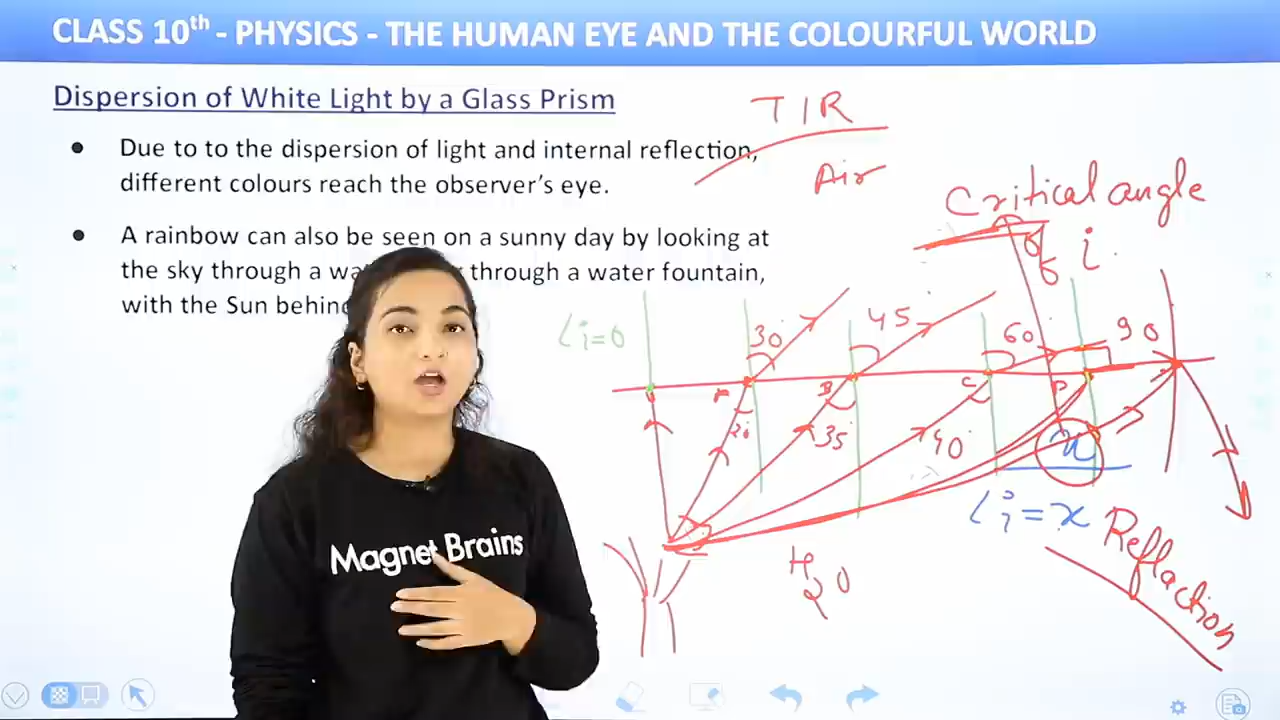 CLASS 10th - PHYSICS - THE HUMAN EYE AND THE COLOURFUL WORLD
Dispersion of White Light by a Glass Prism
● Due to to the dispersion of light and internal reflection,
different colours reach the observer's eye.
● A rainbow can also be seen on a sunny day by looking at
the sky through a through a water fountain,
with the Sun
TIR
Air
Critical angle
of i
∠i=0
30
45
60
90
A
B
C
D
35
40
x
∠i=x
Reflaction
H2O
Magnet Brains